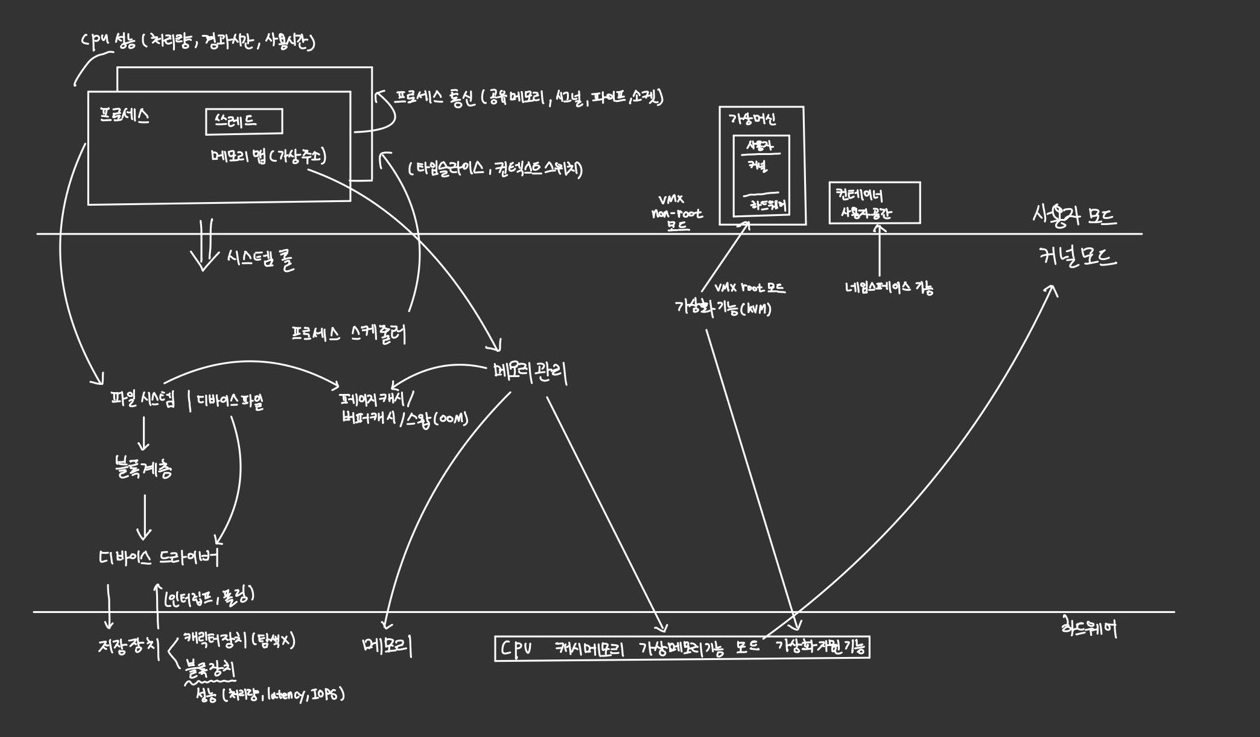 cpu 성능 (처리량, 경과시간, 사용시간)
프로세스
쓰레드
메모리 맵 (가상주소)
프로세스 통신 (공유메모리, 시그널, 파이프, 소켓)
(타임슬라이스, 컨텍스트 스위치)
가상머신
사용자
커널
하드웨어
VMX
non-root
모드
컨테이너
사용자 공간
사용자 모드
커널 모드
시스템 콜
VMX root 모드
가상화 기능 (KVM)
네임스페이스 기능
프로세스 스케줄러
메모리 관리
파일 시스템 | 디바이스 파일
페이지 캐시 /
버퍼캐시 / 스왑 (OOM)
블록계층
디바이스 드라이버
(인터럽트, 폴링)
저장장치
캐릭터장치 (탐색X)
블록장치
성능 (처리량, latency, IOPS)
메모리
CPU 캐시메모리 가상메모리기능 모드 가상화지원기능
하드웨어